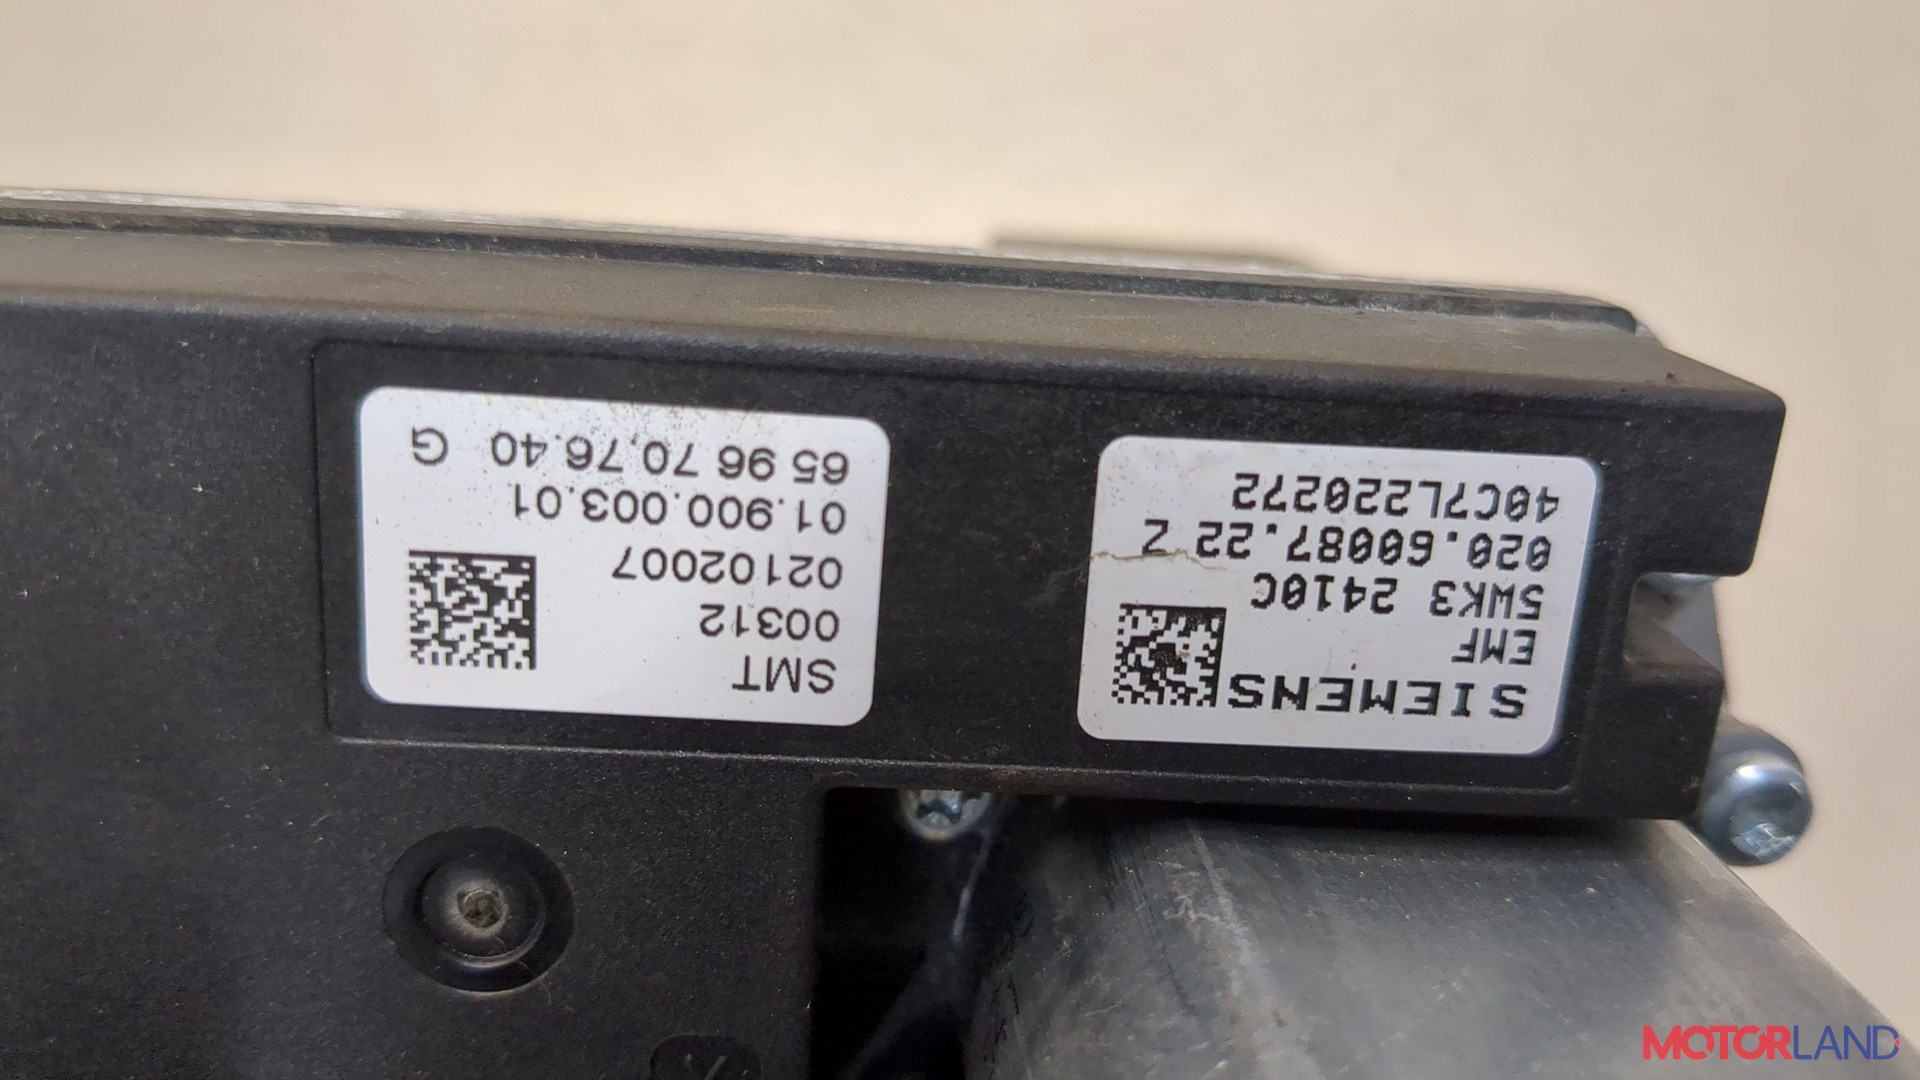 SIEMENS
EMF
5WK3 2410C
020.60087.22 Z
40C7L220272
SMT
00312
02102007
01.900.003.01
65 96 70.76.40 G
MOTORLAND